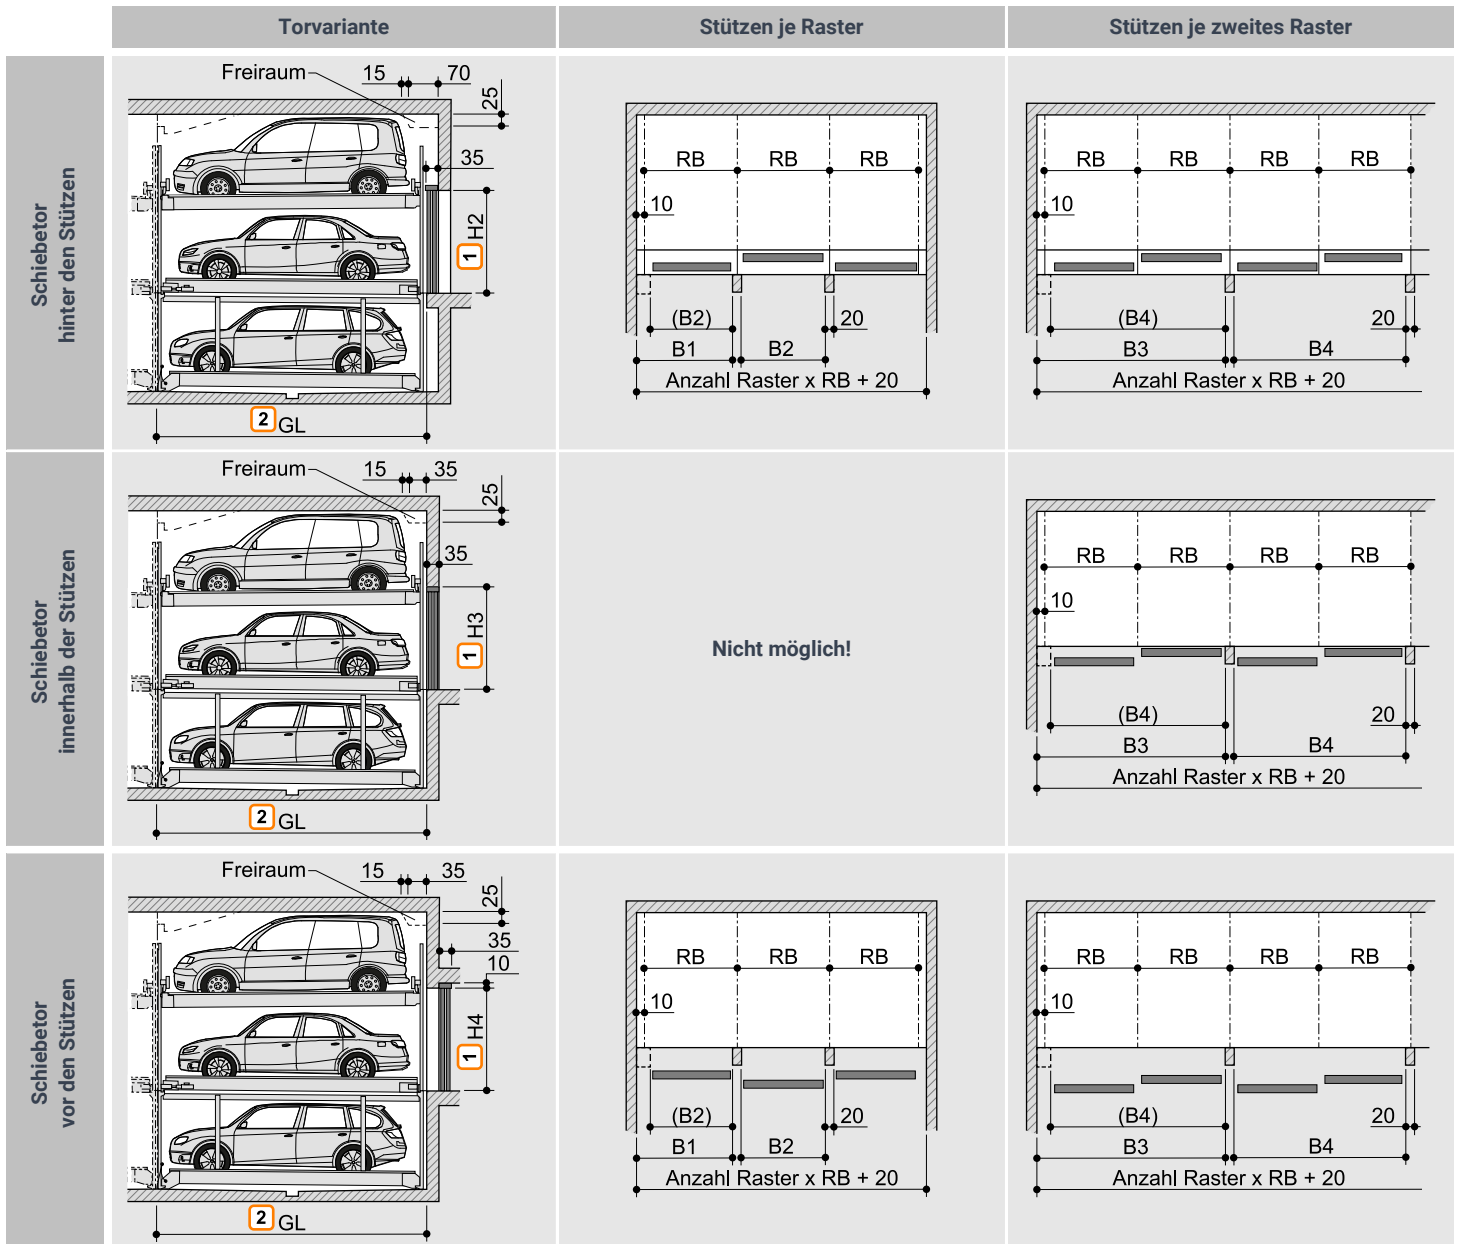 Torvariante
Stützen je Raster
Stützen je zweites Raster
Schiebetor
hinter den Stützen
Freiraum
15
70
25
35
1 H2
2 GL
RB RB RB
10
(B2)
20
B1
B2
Anzahl Raster x RB + 20
RB RB RB RB
10
(B4)
20
B3
B4
Anzahl Raster x RB + 20
Schiebetor
innerhalb der Stützen
Freiraum
15
35
25
35
1 H3
2 GL
Nicht möglich!
RB RB RB RB
10
(B4)
20
B3
B4
Anzahl Raster x RB + 20
Schiebetor
vor den Stützen
Freiraum
15
35
25
35
10
1 H4
2 GL
RB RB RB
10
(B2)
20
B1
B2
Anzahl Raster x RB + 20
RB RB RB RB
10
(B4)
20
B3
B4
Anzahl Raster x RB + 20